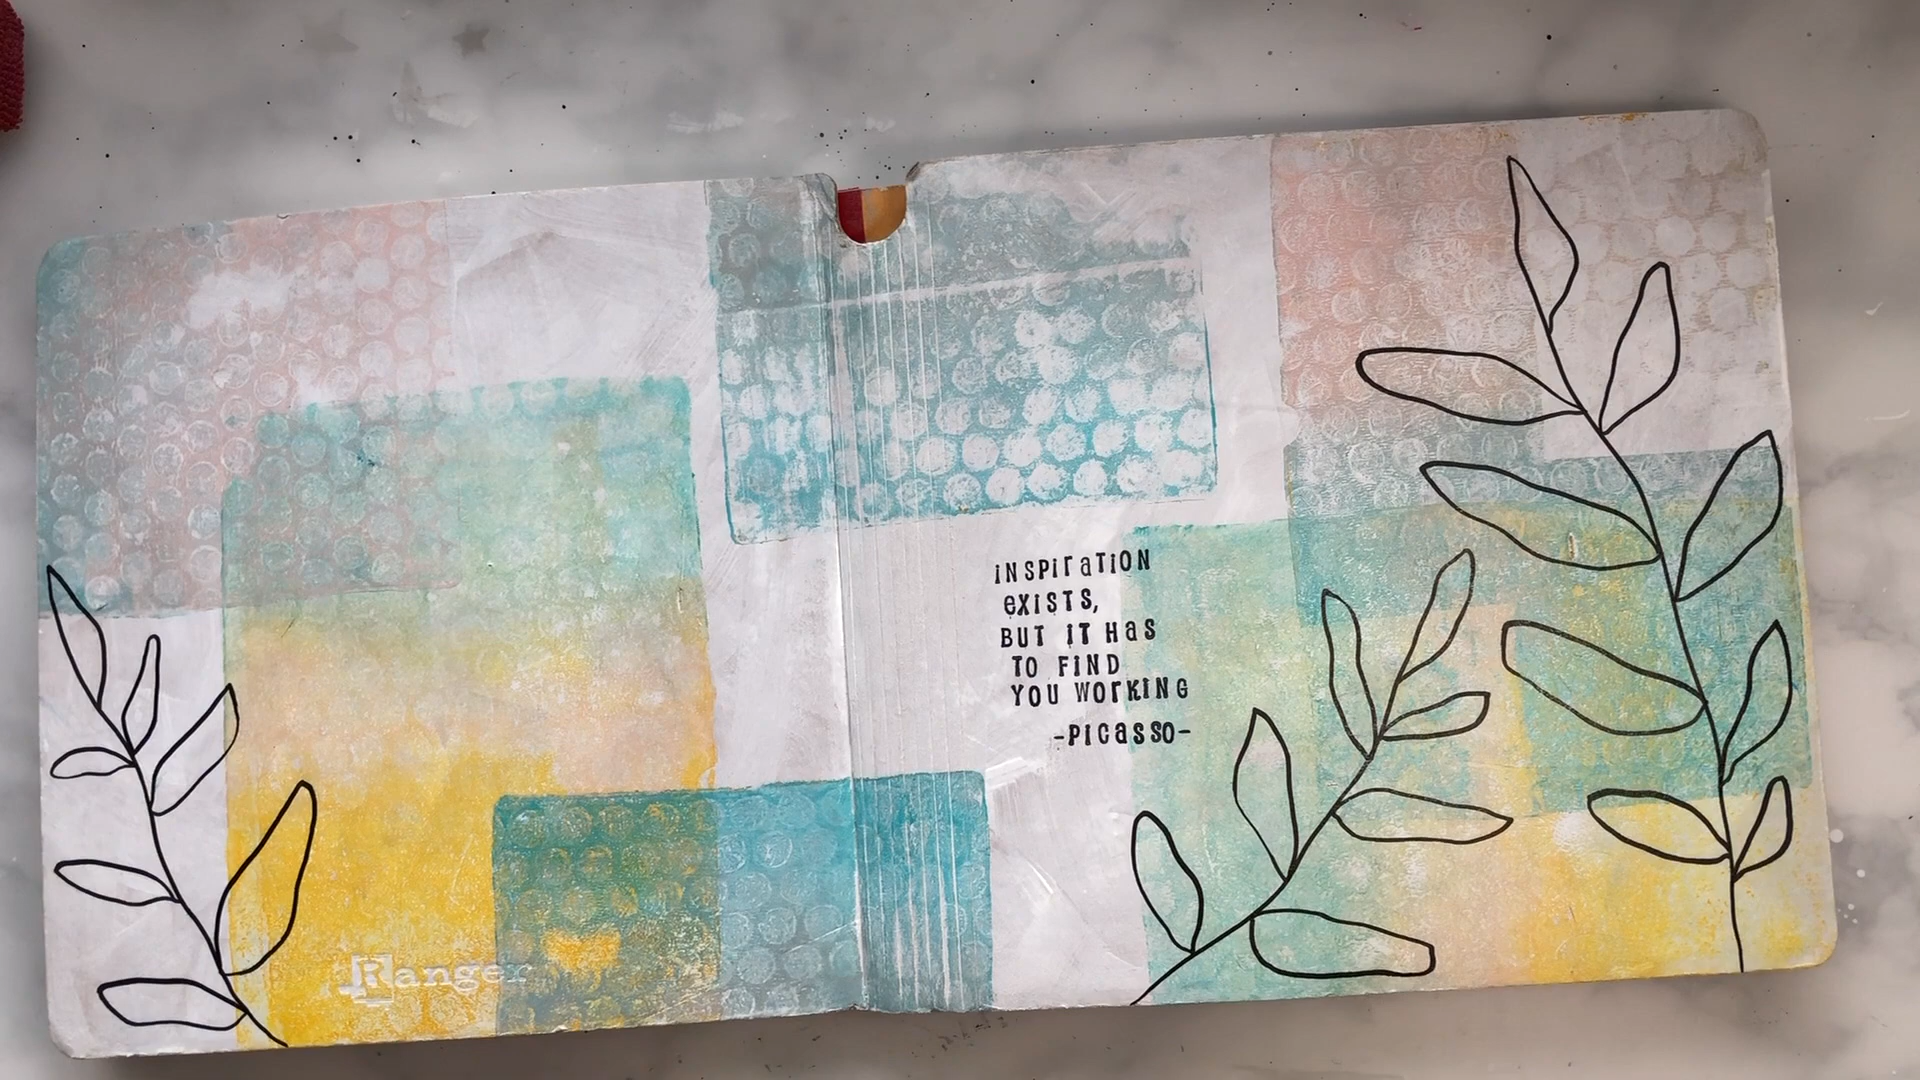 iNSPIraTiON
eXiSTS,
BUT IT Has
TO FIND
YOU WOrKING
-PICaSSO-
Ranger